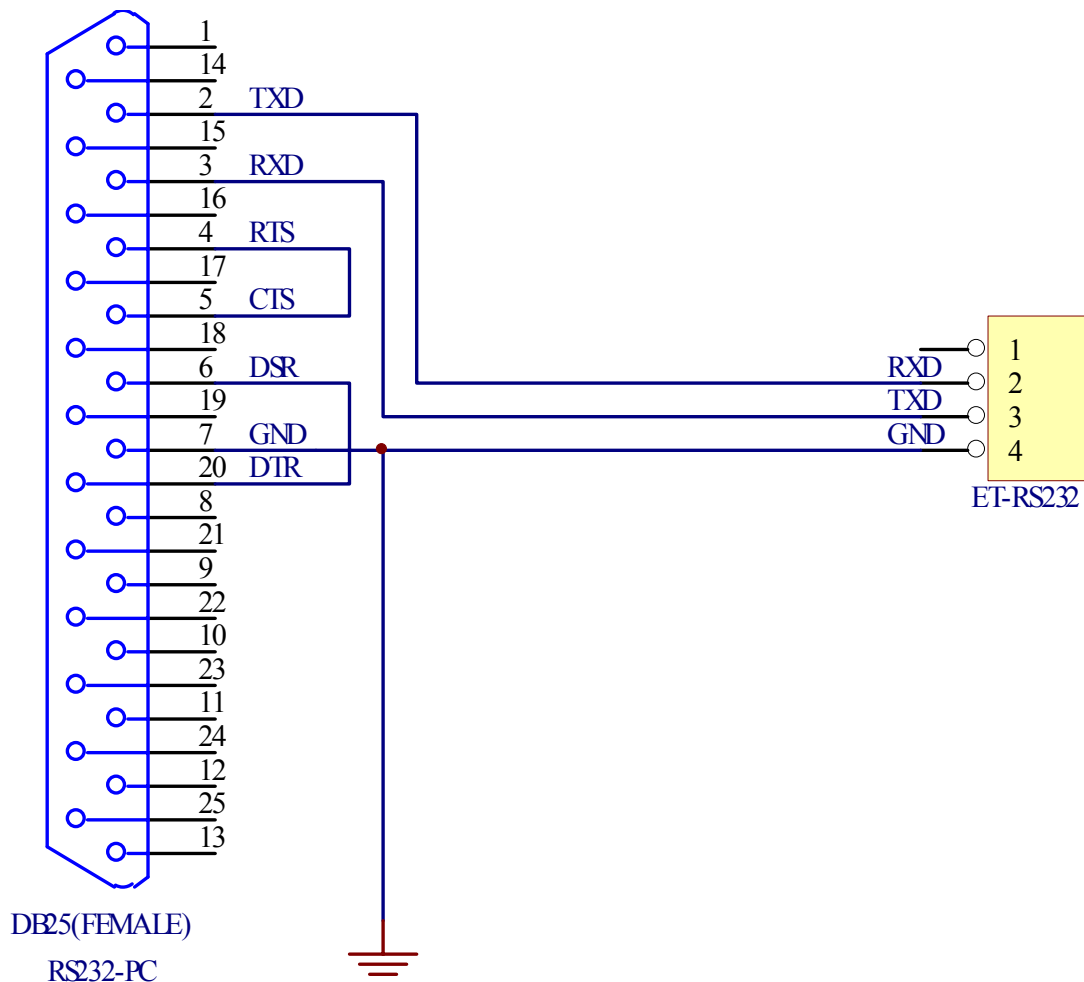 1
14
2 TXD
15
3 RXD
16
4 RTS
17
5 CTS
18
6 DSR
19
7 GND
20 DTR
8
21
9
22
10
23
11
24
12
25
13
DB25(FEMALE)
RS232-PC
1
RXD 2
TXD 3
GND 4
ET-RS232